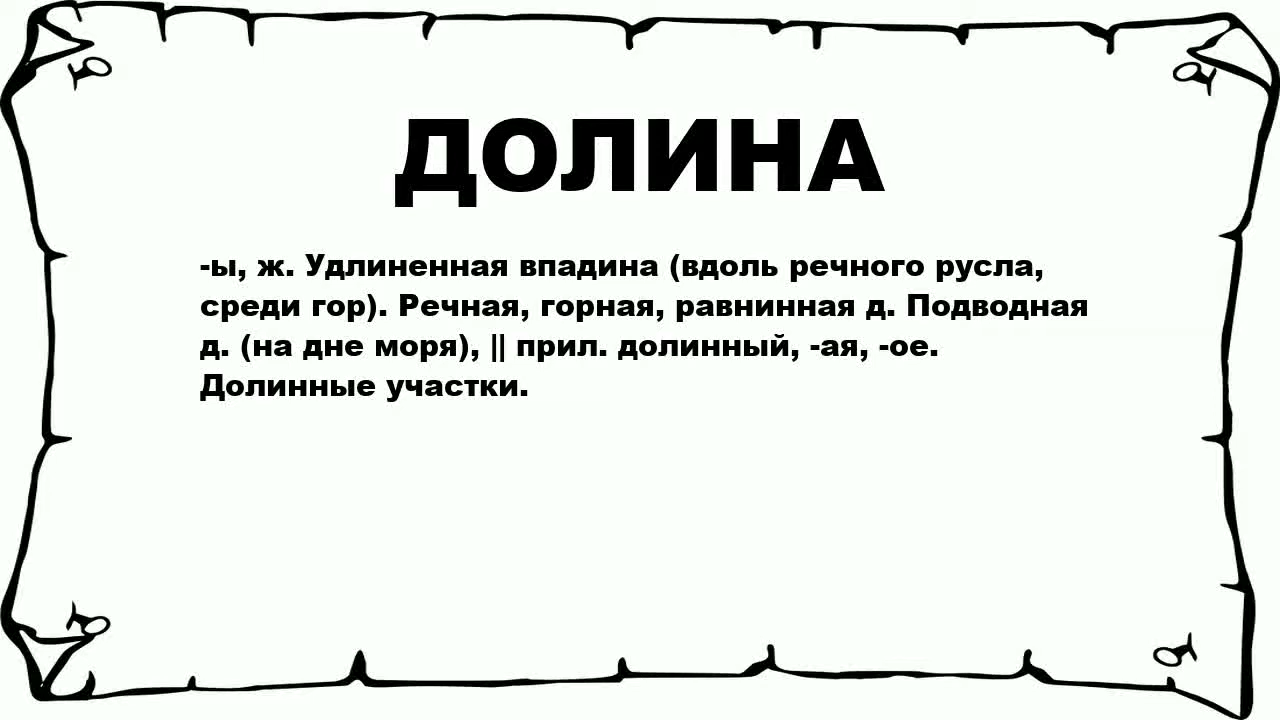 ДОЛИНА
-ы, ж. Удлиненная впадина (вдоль речного русла,
среди гор). Речная, горная, равнинная д. Подводная
д. (на дне моря), || прил. долинный, -ая, -ое.
Долинные участки.